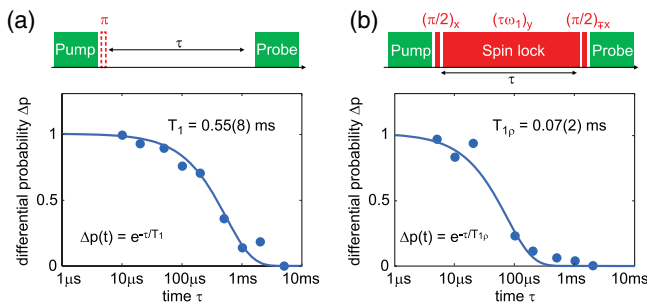 (a)
π
Pump
τ
Probe
differential probability Δp
1
0.5
0
T1 = 0.55(8) ms
Δp(t) = e-τ/T1
1µs
10µs
100µs
1ms
10ms
time τ
(b)
(π/2)x
(τω1)y
(π/2)∓x
Pump
Spin lock
Probe
τ
differential probability Δp
1
0.5
0
T1ρ = 0.07(2) ms
Δp(t) = e-τ/T1ρ
1µs
10µs
100µs
1ms
10ms
time τ